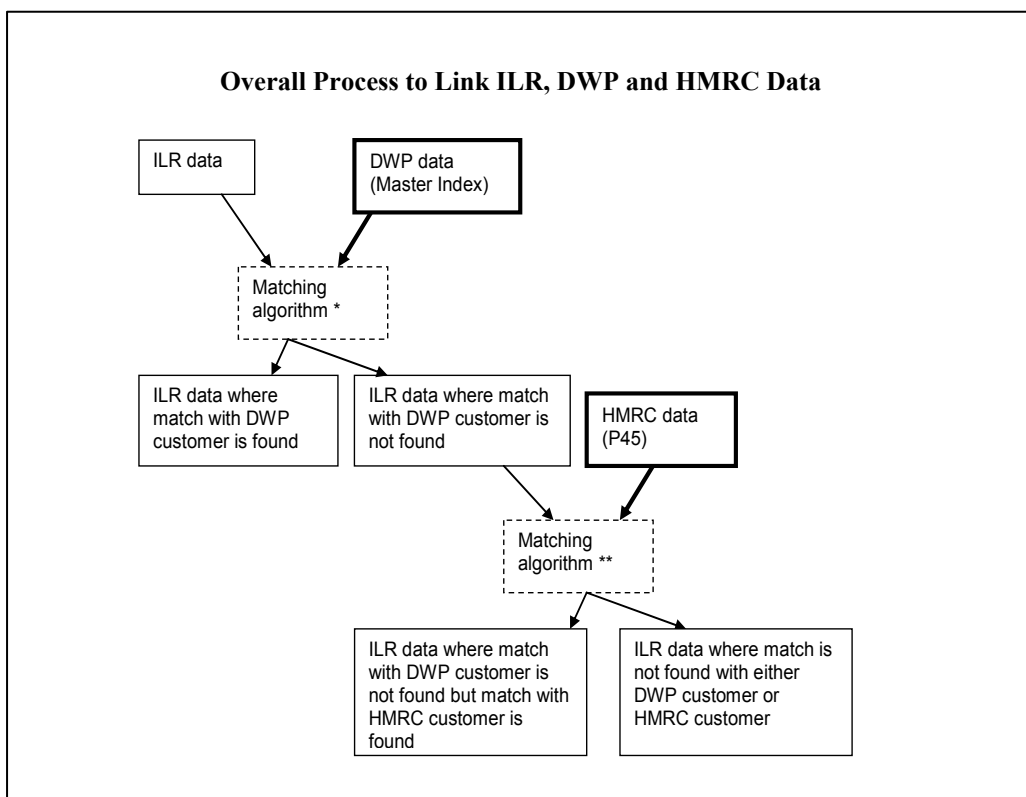 Overall Process to Link ILR, DWP and HMRC Data
ILR data
DWP data
(Master Index)
Matching
algorithm *
ILR data where
match with DWP
customer is found
ILR data where match
with DWP customer is
not found
HMRC data
(P45)
Matching
algorithm **
ILR data where match
with DWP customer is
not found but match with
HMRC customer is
found
ILR data where match is
not found with either
DWP customer or
HMRC customer